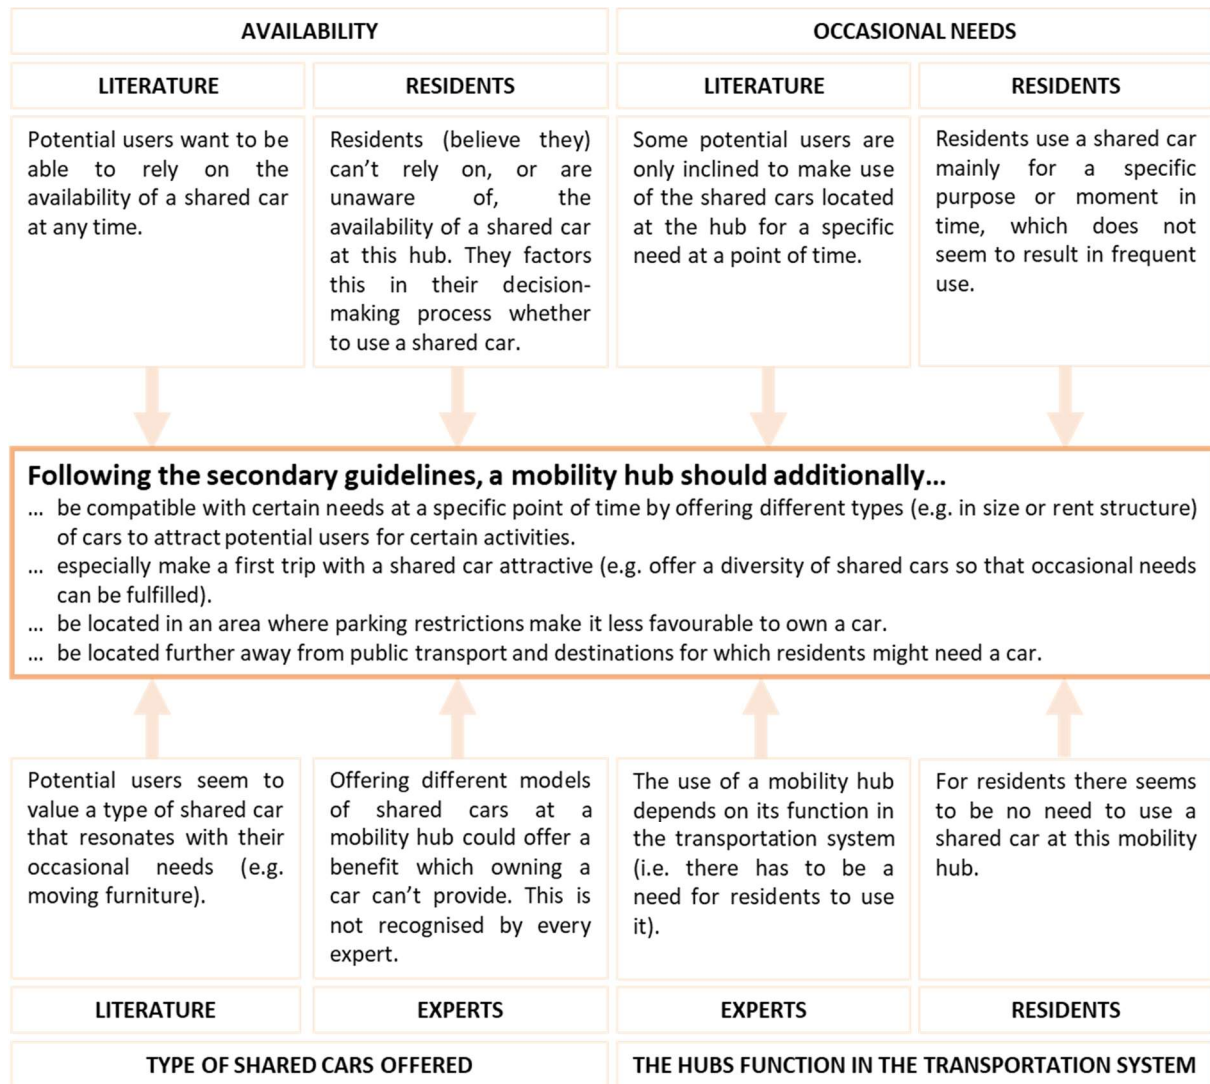 AVAILABILITY
OCCASIONAL NEEDS
LITERATURE
RESIDENTS
LITERATURE
RESIDENTS
Potential users want to be
able to rely on the
availability of a shared car
at any time.
Residents (believe they)
can't rely on, or are
unaware of, the
availability of a shared car
at this hub. They factors
this in their decision-
making process whether
to use a shared car.
Some potential users are
only inclined to make use
of the shared cars located
at the hub for a specific
need at a point of time.
Residents use a shared car
mainly for a specific
purpose or moment in
time, which does not
seem to result in frequent
use.
Following the secondary guidelines, a mobility hub should additionally...
... be compatible with certain needs at a specific point of time by offering different types (e.g. in size or rent structure)
of cars to attract potential users for certain activities.
... especially make a first trip with a shared car attractive (e.g. offer a diversity of shared cars so that occasional needs
can be fulfilled).
... be located in an area where parking restrictions make it less favourable to own a car.
... be located further away from public transport and destinations for which residents might need a car.
Potential users seem to
value a type of shared car
that resonates with their
occasional needs (e.g.
moving furniture).
Offering different models
of shared cars at a
mobility hub could offer a
benefit which owning a
car can't provide. This is
not recognised by every
expert.
The use of a mobility hub
depends on its function in
the transportation system
(i.e. there has to be a
need for residents to use
it).
For residents there seems
to be no need to use a
shared car at this mobility
hub.
LITERATURE
EXPERTS
EXPERTS
RESIDENTS
TYPE OF SHARED CARS OFFERED
THE HUBS FUNCTION IN THE TRANSPORTATION SYSTEM